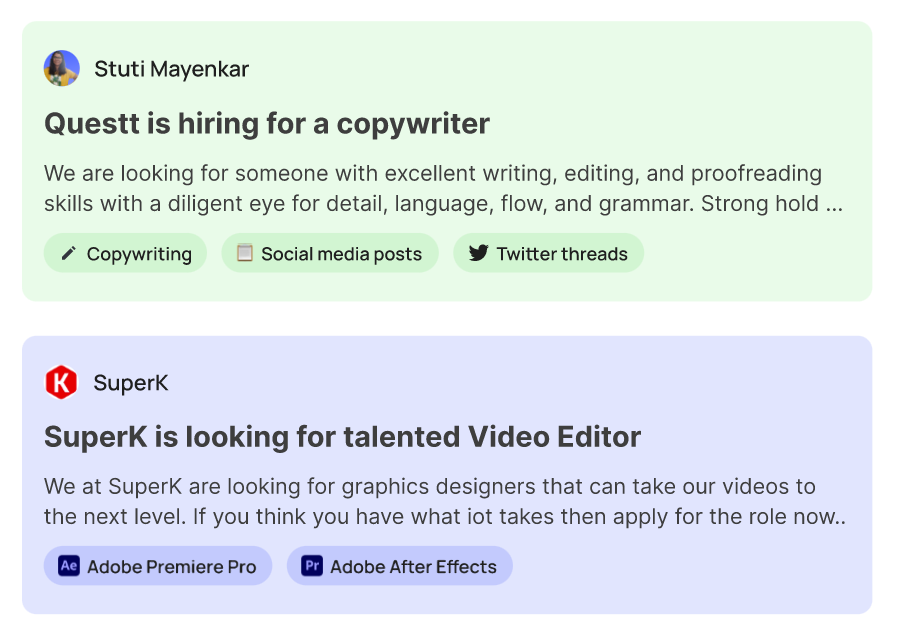 Stuti Mayenkar
Questt is hiring for a copywriter
We are looking for someone with excellent writing, editing, and proofreading
skills with a diligent eye for detail, language, flow, and grammar. Strong hold ...
Copywriting
Social media posts
Twitter threads
K
SuperK
SuperK is looking for talented Video Editor
We at SuperK are looking for graphics designers that can take our videos to
the next level. If you think you have what iot takes then apply for the role now..
Ae Adobe Premiere Pro
Pr Adobe After Effects